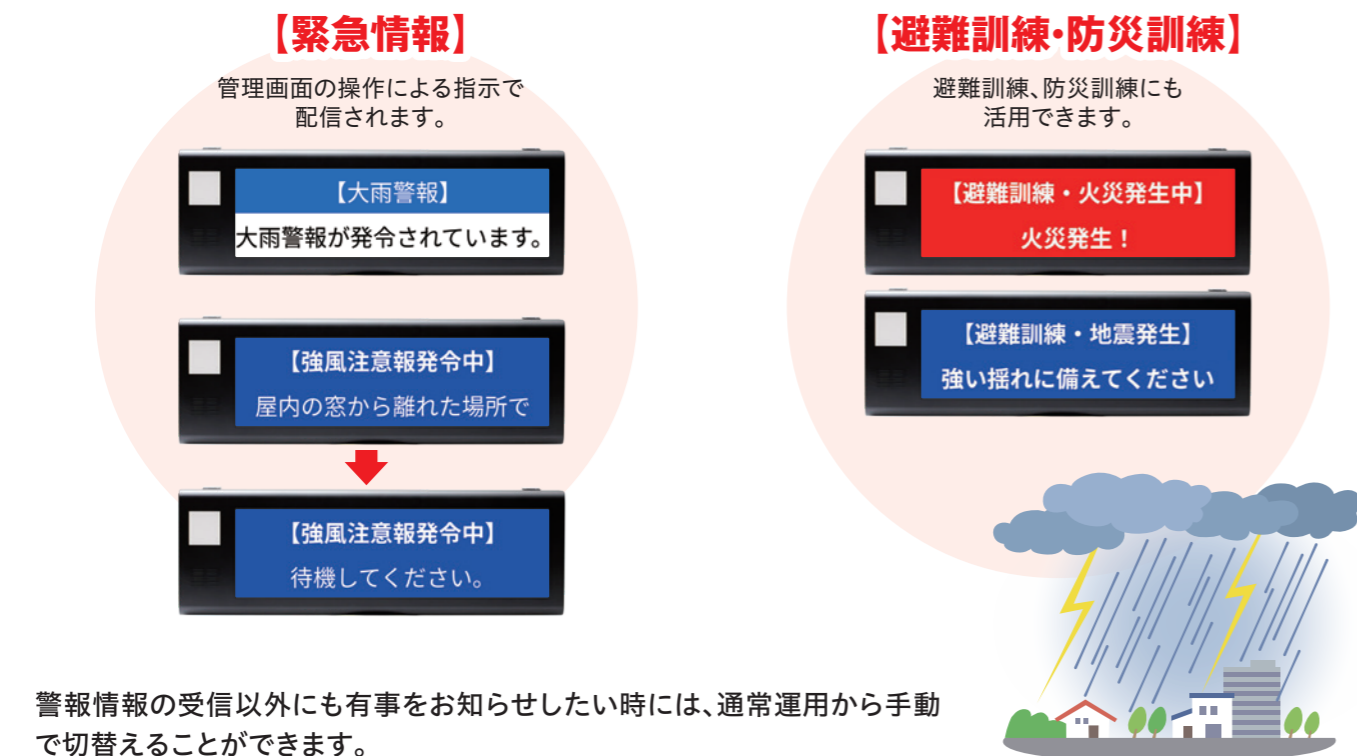 【緊急情報】
管理画面の操作による指示で
配信されます。
【大雨警報】
大雨警報が発令されています。
【強風注意報発令中】
屋内の窓から離れた場所で
【強風注意報発令中】
待機してください。
【避難訓練・防災訓練】
避難訓練、防災訓練にも
活用できます。
【避難訓練・火災発生中】
火災発生！
【避難訓練・地震発生】
強い揺れに備えてください
警報情報の受信以外にも有事をお知らせしたい時には、通常運用から手動
で切替えることができます。